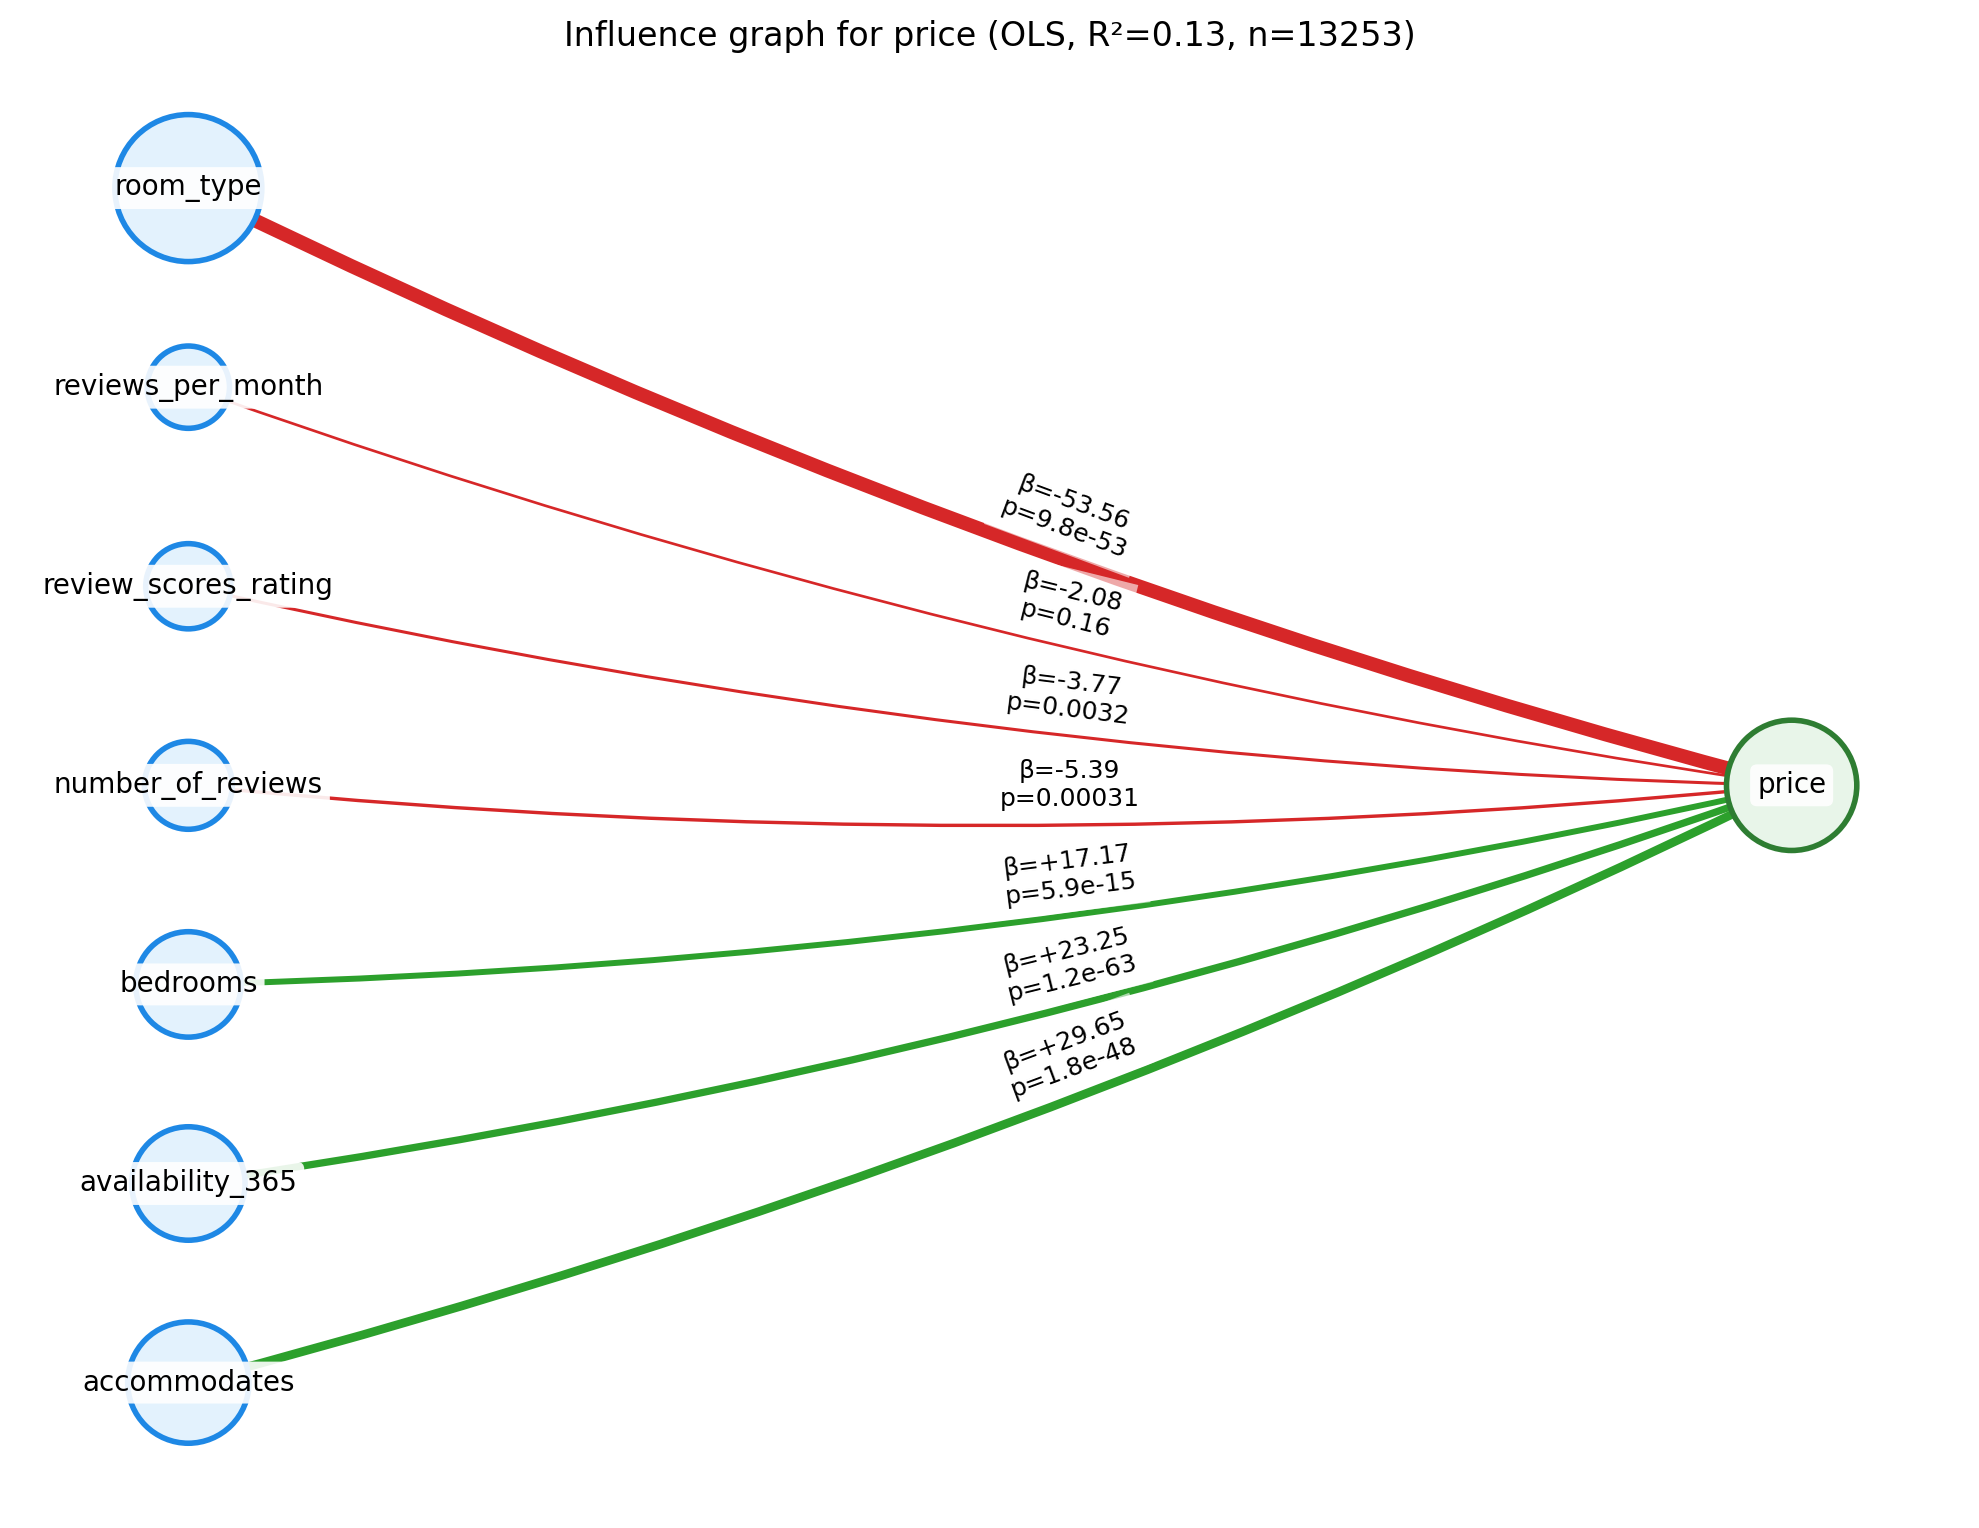 Influence graph for price (OLS, R²=0.13, n=13253)
room_type
reviews_per_month
review_scores_rating
number_of_reviews
bedrooms
availability_365
accommodates
β=-53.56
p=9.8e-53
β=-2.08
p=0.16
β=-3.77
p=0.0032
β=-5.39
p=0.00031
β=+17.17
p=5.9e-15
β=+23.25
p=1.2e-63
β=+29.65
p=1.8e-48
price